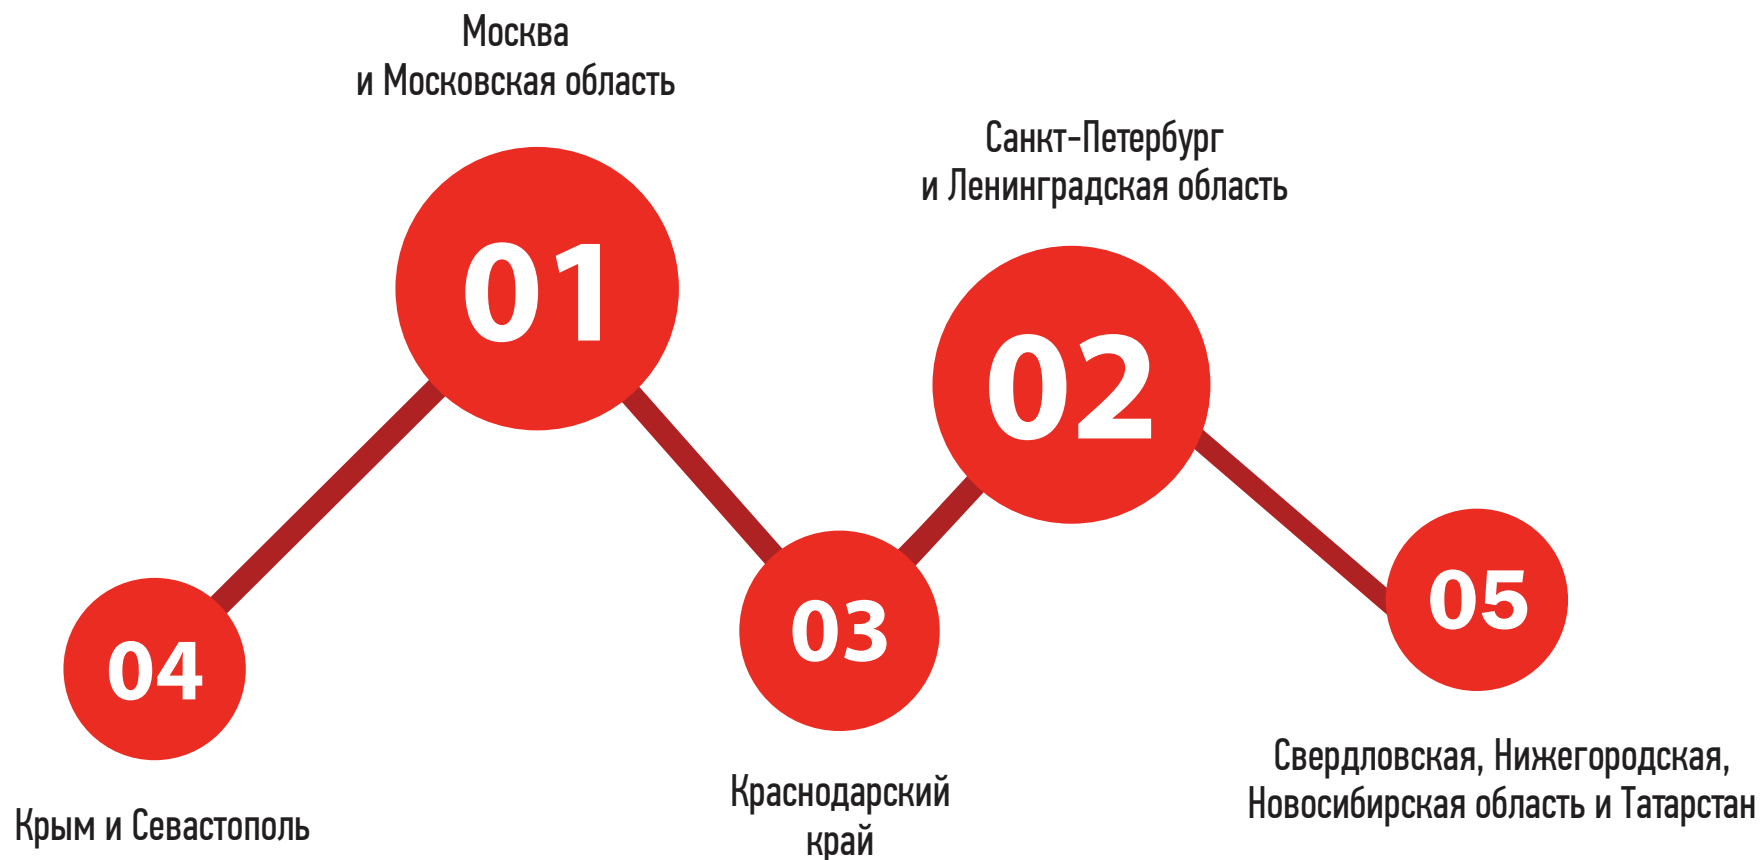 Москва
и Московская область
01
Санкт-Петербург
и Ленинградская область
02
03
Краснодарский
край
04
Крым и Севастополь
05
Свердловская, Нижегородская,
Новосибирская область и Татарстан